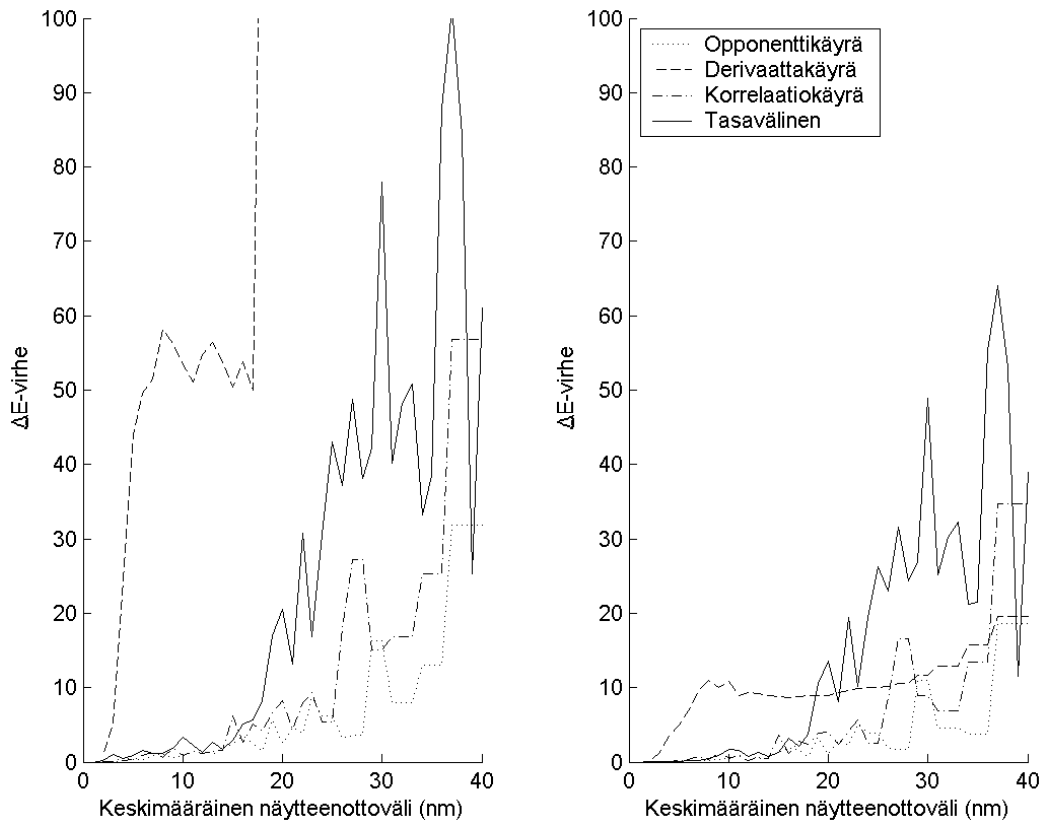 100
90
80
70
60
50
40
30
20
10
0
ΔE-virhe
0 10 20 30 40
Keskimääräinen näytteenottoväli (nm)
100
90
80
70
60
50
40
30
20
10
0
ΔE-virhe
0 10 20 30 40
Keskimääräinen näytteenottoväli (nm)
Opponenttikäyrä
Derivaattakäyrä
Korrelaatiokäyrä
Tasavälinen